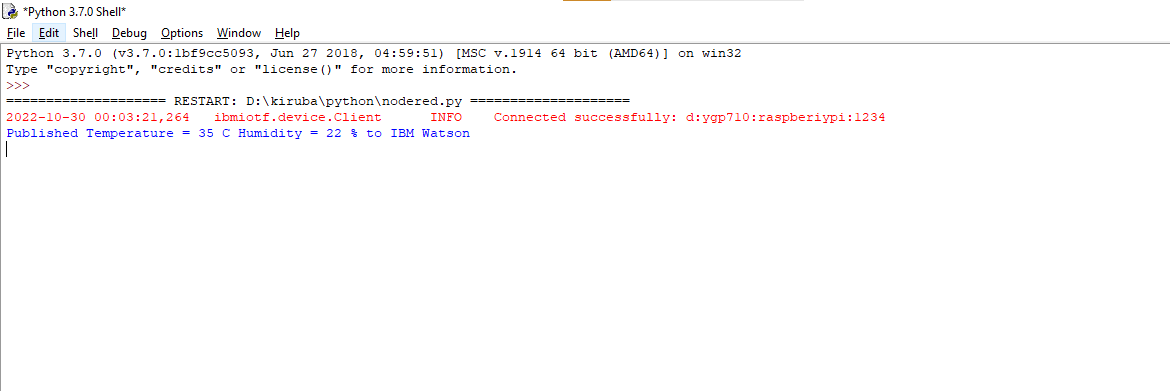 *Python 3.7.0 Shell*
File Edit Shell Debug Options Window Help
Python 3.7.0 (v3.7.0:1bf9cc5093, Jun 27 2018, 04:59:51) [MSC v.1914 64 bit (AMD64)] on win32
Type "copyright", "credits" or "license()" for more information.
>>>
==================== RESTART: D:\kiruba\python\nodered.py ====================
2022-10-30 00:03:21,264   ibmiotf.device.Client      INFO    Connected successfully: d:ygp710:raspberiypi:1234
Published Temperature = 35 C Humidity = 22 % to IBM Watson